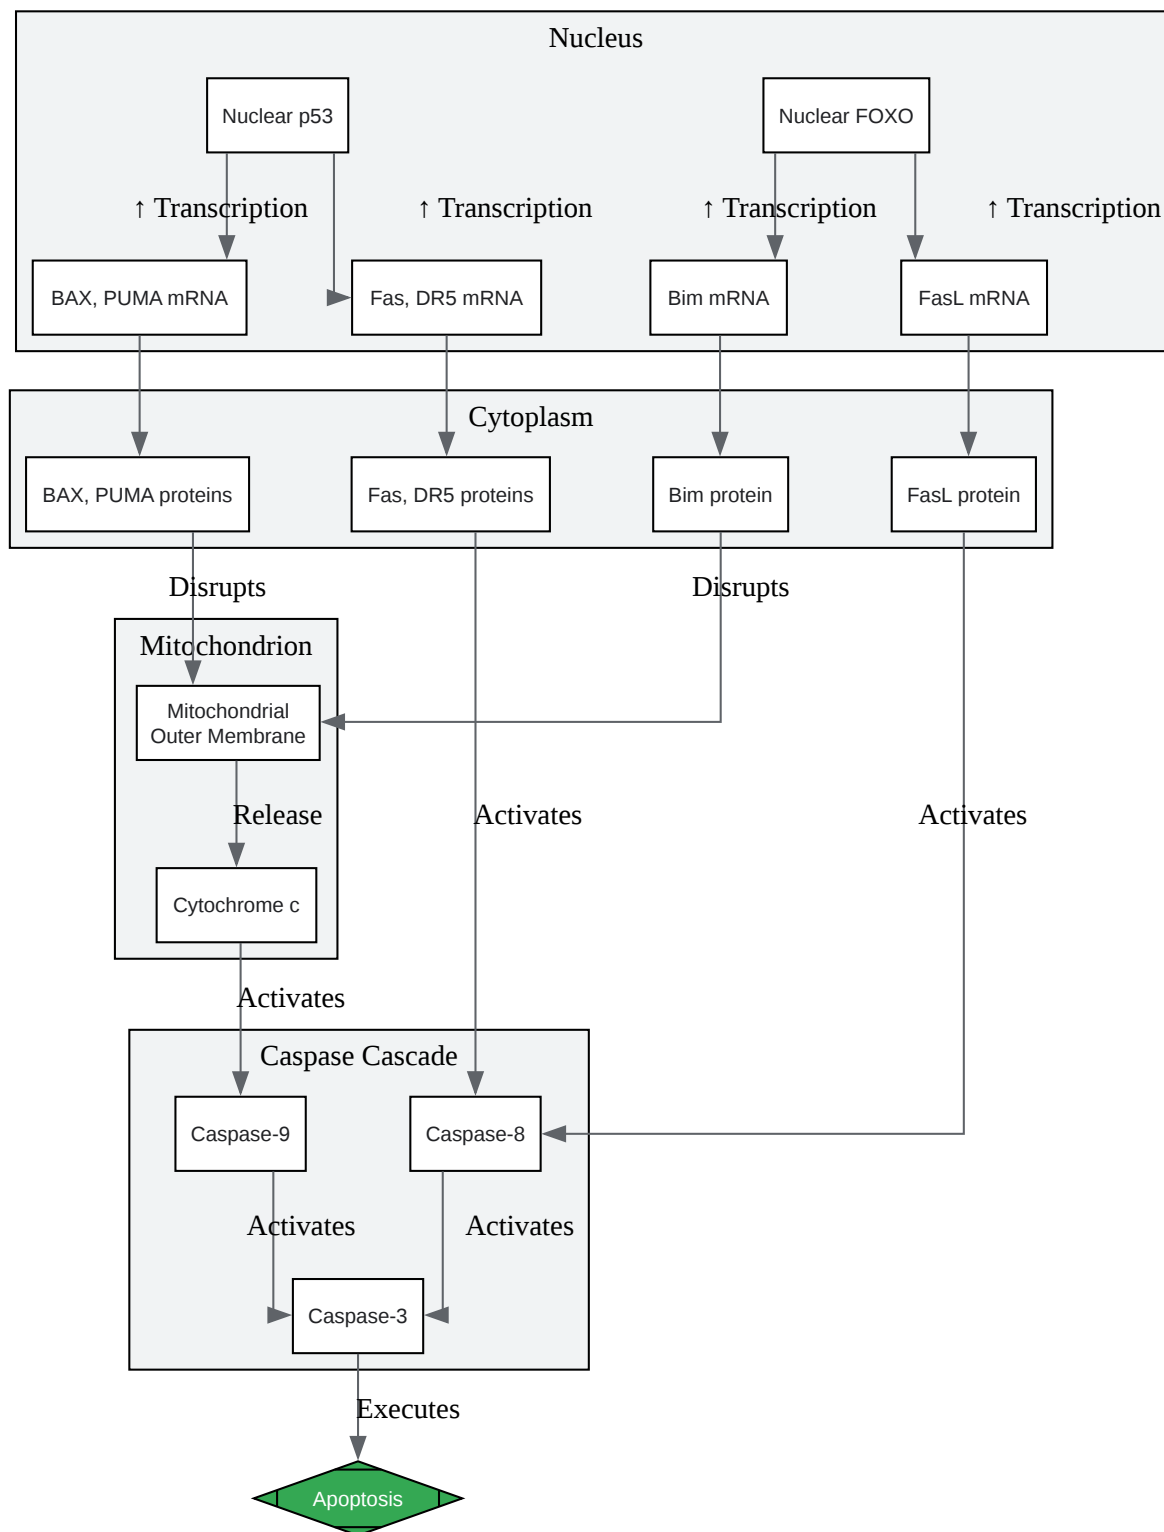 Nucleus
Nuclear p53
Nuclear FOXO
↑ Transcription
↑ Transcription
↑ Transcription
↑ Transcription
BAX, PUMA mRNA
Fas, DR5 mRNA
Bim mRNA
FasL mRNA
Cytoplasm
BAX, PUMA proteins
Fas, DR5 proteins
Bim protein
FasL protein
Disrupts
Disrupts
Mitochondrion
Mitochondrial
Outer Membrane
Release
Activates
Activates
Cytochrome c
Activates
Caspase Cascade
Caspase-9
Caspase-8
Activates
Activates
Caspase-3
Executes
Apoptosis